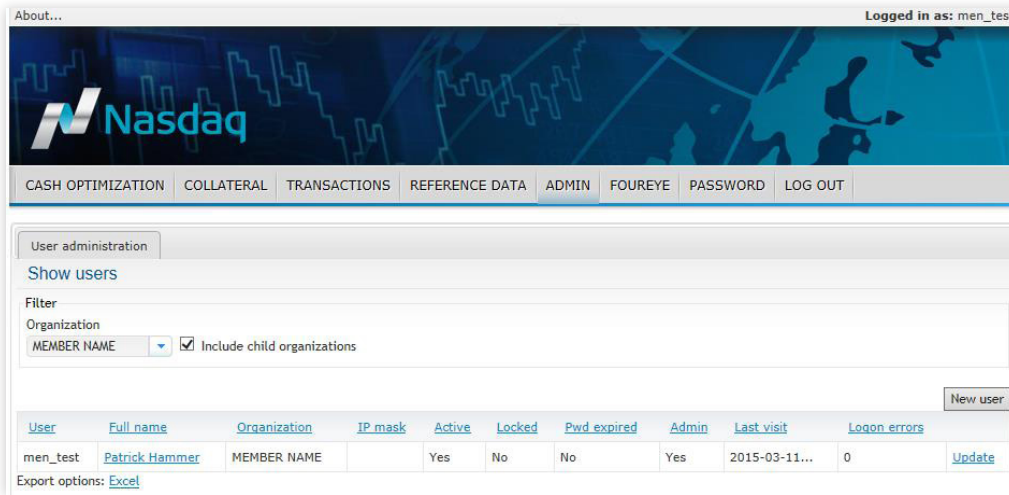 About... Logged in as: men_tes
Nasdaq
CASH OPTIMIZATION COLLATERAL TRANSACTIONS REFERENCE DATA ADMIN FOUREYE PASSWORD LOG OUT
User administration
Show users
Filter
Organization
MEMBER NAME Include child organizations
New user
User Full name Organization IP mask Active Locked Pwd expired Admin Last visit Logon errors
men_test Patrick Hammer MEMBER NAME Yes No No Yes 2015-03-11... 0 Update
Export options: Excel